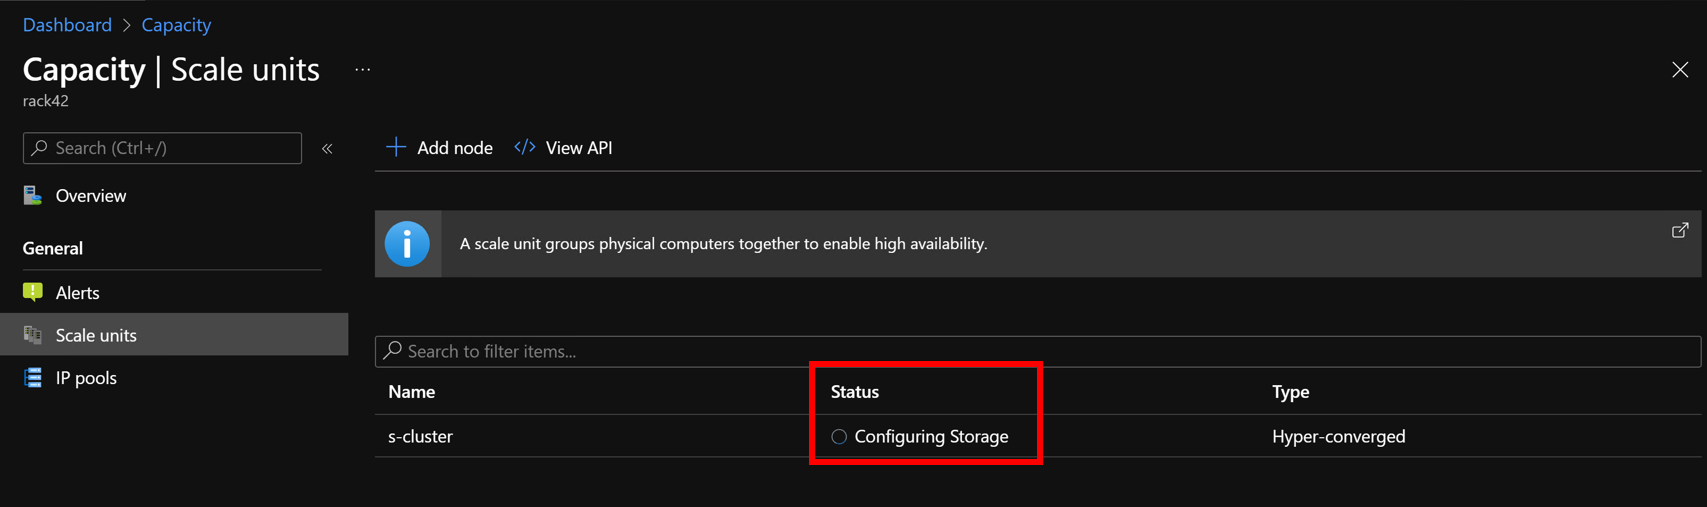 Dashboard > Capacity
Capacity | Scale units ...
rack42
Search (Ctrl+/) «
Overview
General
Alerts
Scale units
IP pools
+ Add node </> View API
A scale unit groups physical computers together to enable high availability.
Search to filter items...
Name Status Type
s-cluster Configuring Storage Hyper-converged